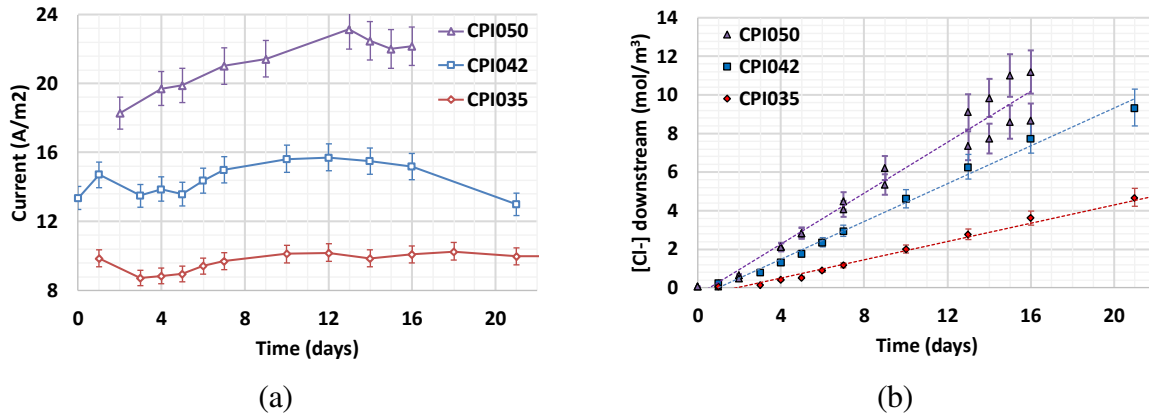 24
20
16
12
8
Current (A/m2)
CPI050
CPI042
CPI035
0 4 8 12 16 20
Time (days)
(a)
14
12
10
8
6
4
2
0
[Cl-] downstream (mol/m³)
CPI050
CPI042
CPI035
0 4 8 12 16 20
Time (days)
(b)